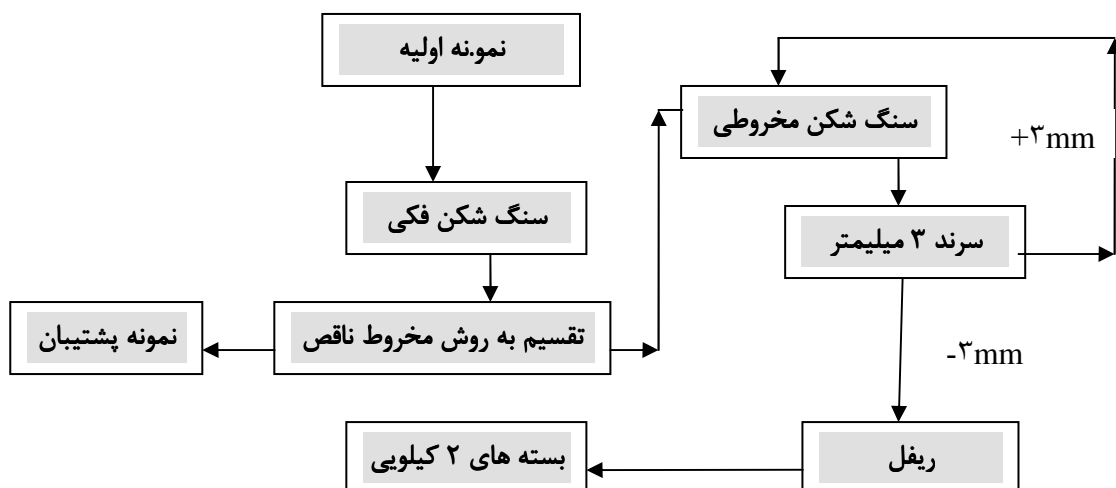 نمو.نه اولیه
سنگ شکن مخروطی
+۳mm
سنگ شکن فکی
سرند ۳ میلیمتر
نمونه پشتیبان
تقسیم به روش مخروط ناقص
-۳mm
بسته های ۲ کیلویی
ریفل